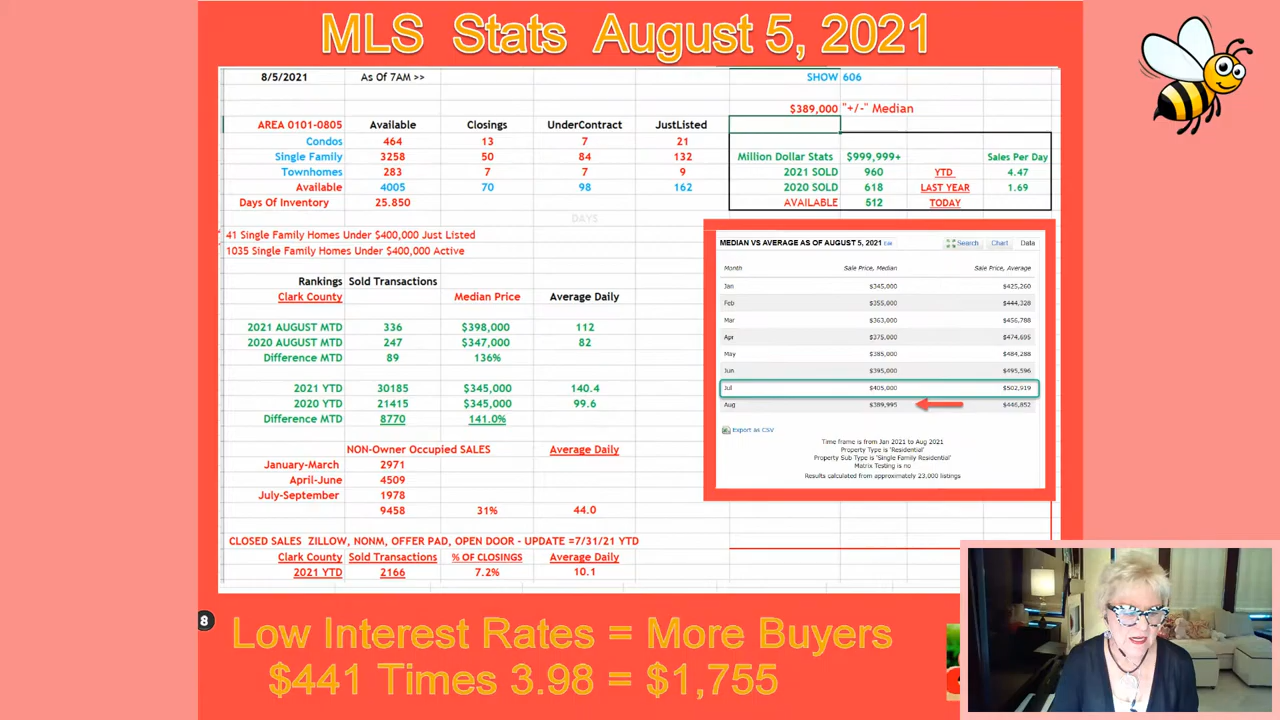 MLS Stats August 5, 2021
8/5/2021 As Of 7AM >> SHOW 606
$389,000 "+/-" Median
AREA 0101-0805 Available Closings UnderContract JustListed
Condos 464 13 7 21
Single Family 3258 50 84 132
Townhomes 283 7 7 9
Available 4005 70 98 162
Days Of Inventory 25.850
DAYS
Million Dollar Stats $999,999+ Sales Per Day
2021 SOLD 960 YTD 4.47
2020 SOLD 618 LAST YEAR 1.69
AVAILABLE 512 TODAY
41 Single Family Homes Under $400,000 Just Listed
1035 Single Family Homes Under $400,000 Active
Rankings Sold Transactions
Clark County Median Price Average Daily
2021 AUGUST MTD 336 $398,000 112
2020 AUGUST MTD 247 $347,000 82
Difference MTD 89 136%
2021 YTD 30185 $345,000 140.4
2020 YTD 21415 $345,000 99.6
Difference MTD 8770 141.0%
NON-Owner Occupied SALES Average Daily
January-March 2971
April-June 4509
July-September 1978
9458 31% 44.0
CLOSED SALES ZILLOW, NONM, OFFER PAD, OPEN DOOR - UPDATE =7/31/21 YTD
Clark County Sold Transactions % OF CLOSINGS Average Daily
2021 YTD 2166 7.2% 10.1
MEDIAN VS AVERAGE AS OF AUGUST 5, 2021 Search Chart Data
Month Sale Price, Median Sale Price, Average
Jan $345,000 $425,260
Feb $355,000 $444,328
Mar $363,000 $456,788
Apr $375,000 $474,695
May $385,000 $484,288
Jun $395,000 $495,596
Jul $405,000 $502,919
Aug $389,995 $446,852
Export as CSV
Time frame is from Jan 2021 to Aug 2021
Property Type is 'Residential'
Property Sub Type is 'Single Family Residential'
Matrix Testing is no
Results calculated from approximately 23,000 listings
8
Low Interest Rates = More Buyers
$441 Times 3.98 = $1,755